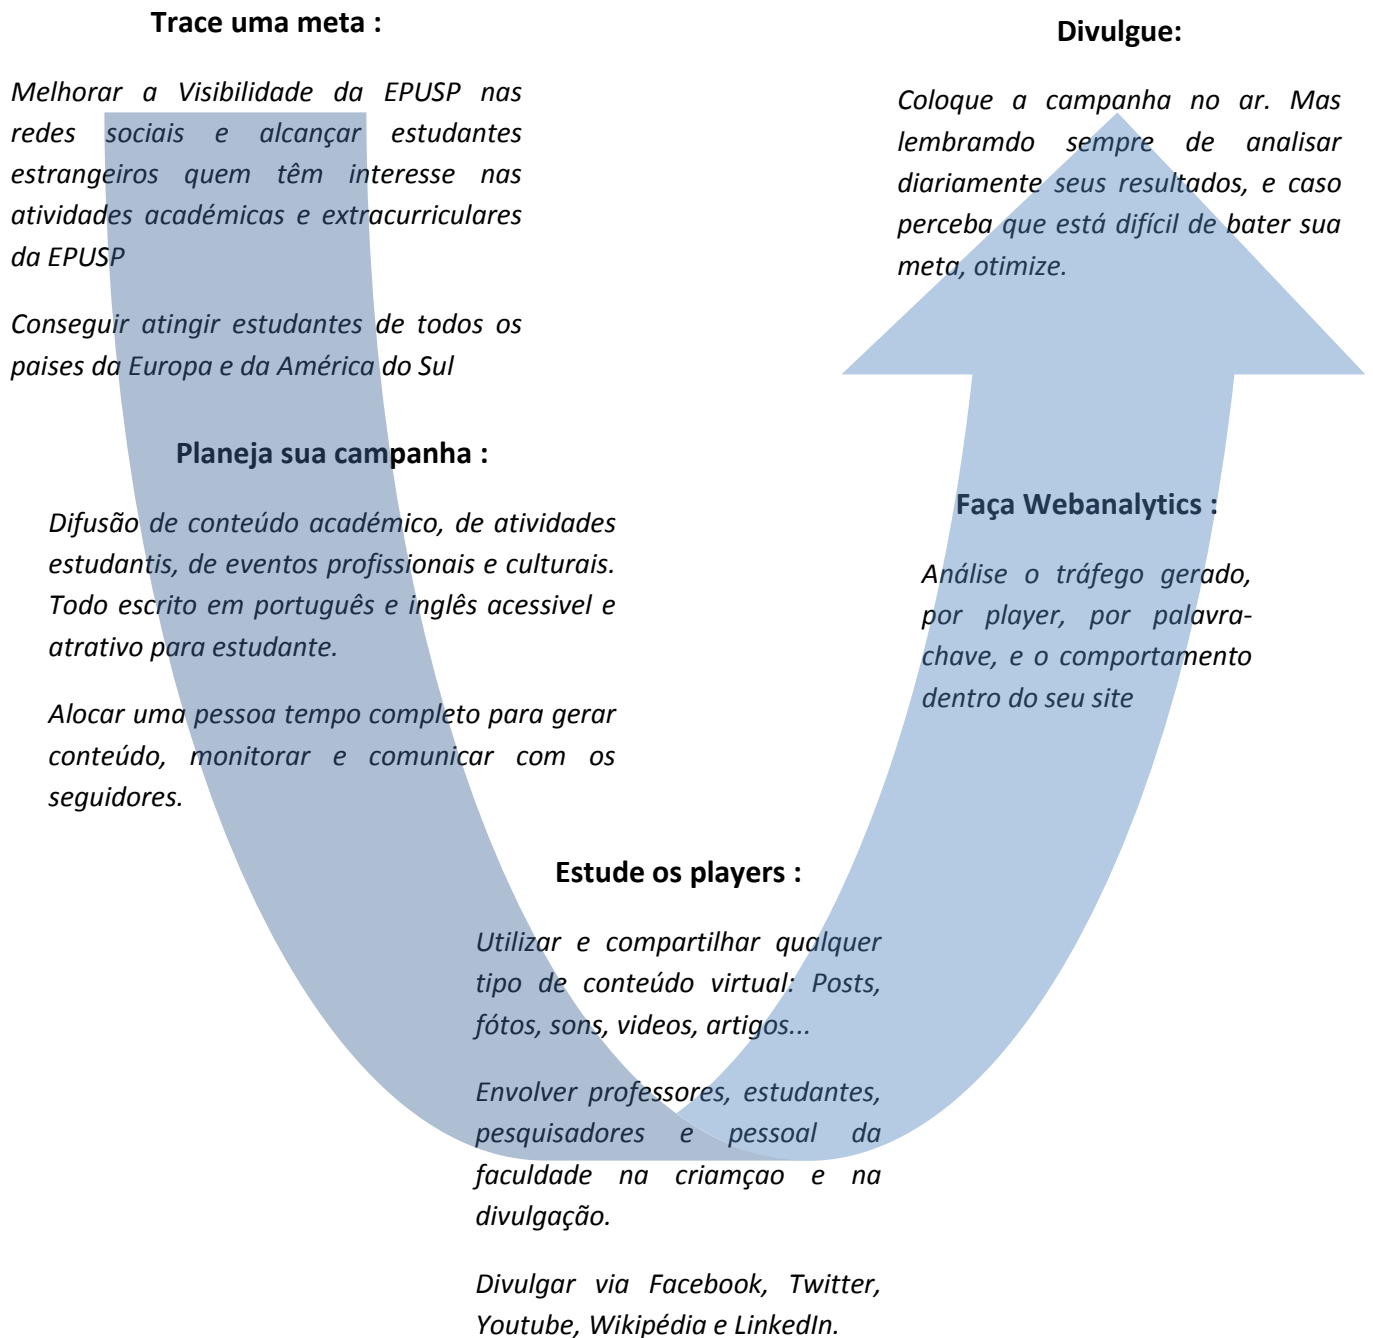 Trace uma meta :
Melhorar a Visibilidade da EPUSP nas
redes sociais e alcançar estudantes
estrangeiros quem têm interesse nas
atividades académicas e extracurriculares
da EPUSP
Conseguir atingir estudantes de todos os
paises da Europa e da América do Sul
Planeja sua campanha :
Difusão de conteúdo académico, de atividades
estudantis, de eventos profissionais e culturais.
Todo escrito em português e inglês acessivel e
atrativo para estudante.
Alocar uma pessoa tempo completo para gerar
conteúdo, monitorar e comunicar com os
seguidores.
Estude os players :
Utilizar e compartilhar qualquer
tipo de conteúdo virtual: Posts,
fótos, sons, videos, artigos...
Envolver professores, estudantes,
pesquisadores e pessoal da
faculdade na criamçao e na
divulgação.
Divulgar via Facebook, Twitter,
Youtube, Wikipédia e LinkedIn.
Faça Webanalytics :
Análise o tráfego gerado,
por player, por palavra-
chave, e o comportamento
dentro do seu site
Divulgue:
Coloque a campanha no ar. Mas
lembramdo sempre de analisar
diariamente seus resultados, e caso
perceba que está difícil de bater sua
meta, otimize.